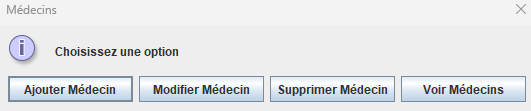 Médecins
Choisissez une option
Ajouter Médecin Modifier Médecin Supprimer Médecin Voir Médecins